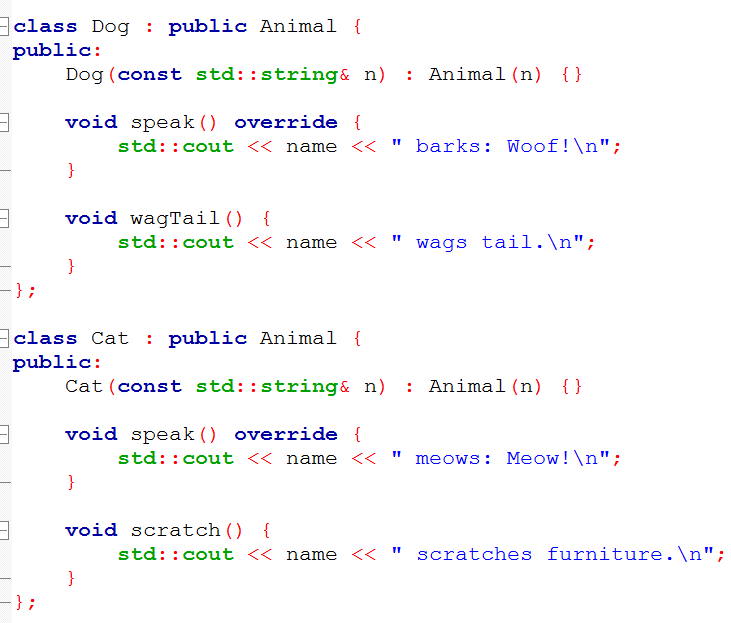 class Dog : public Animal {
public:
    Dog(const std::string& n) : Animal(n) {}

    void speak() override {
        std::cout << name << " barks: Woof!\n";
    }

    void wagTail() {
        std::cout << name << " wags tail.\n";
    }
};

class Cat : public Animal {
public:
    Cat(const std::string& n) : Animal(n) {}

    void speak() override {
        std::cout << name << " meows: Meow!\n";
    }

    void scratch() {
        std::cout << name << " scratches furniture.\n";
    }
};